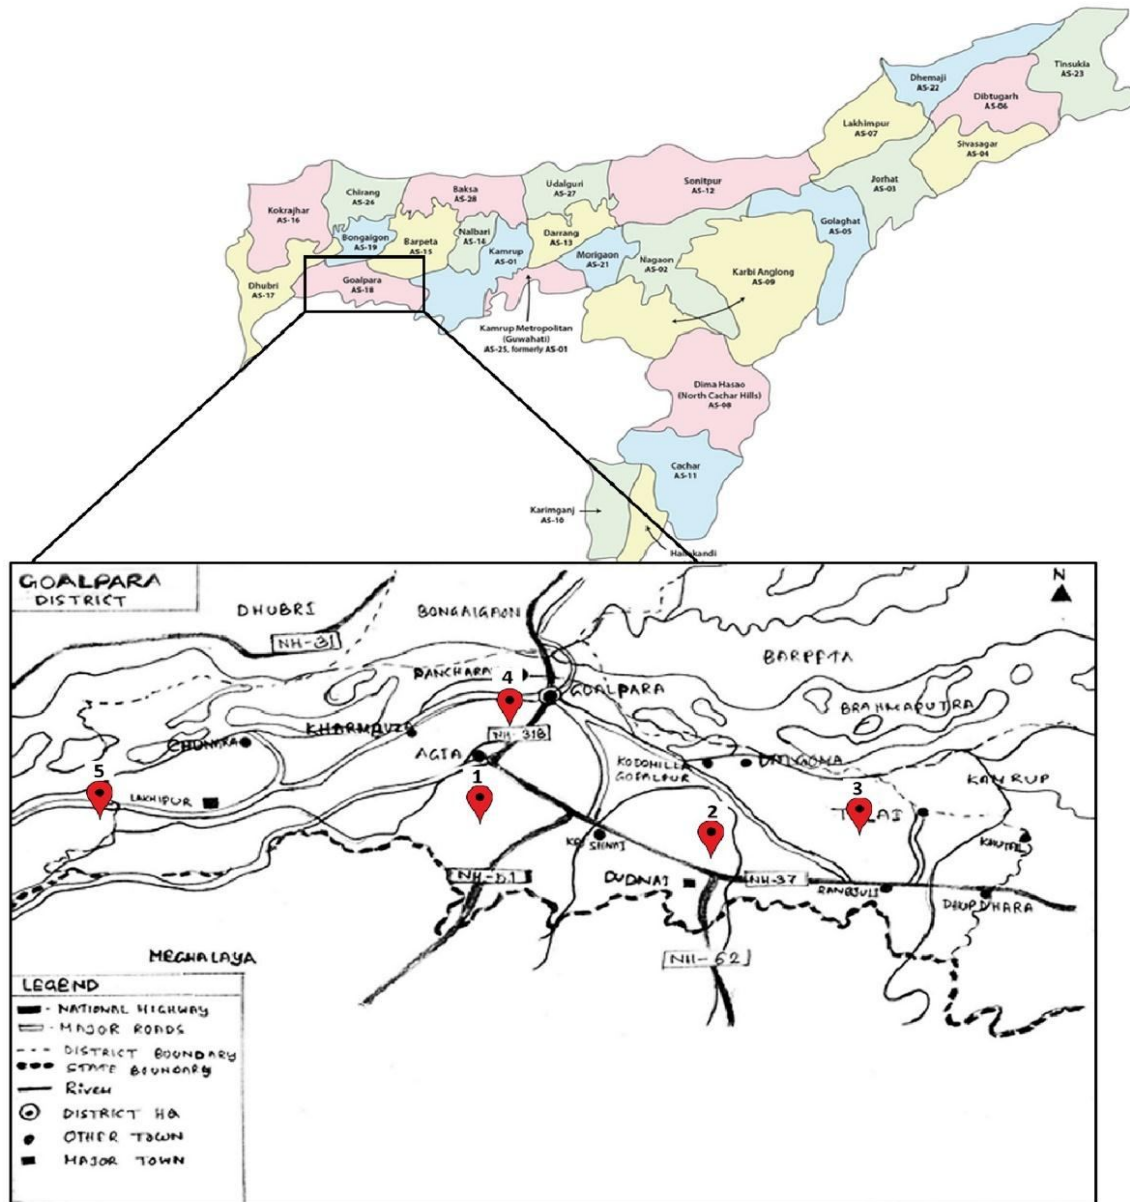 Tinsukia
AS-23
Dhemaji
AS-22
Dibtugarh
AS-06
Lakhimpur
AS-07
Sivasagar
AS-04
Jorhat
AS-03
Sonitpur
AS-12
Udalguri
AS-27
Baksa
AS-28
Chirang
AS-26
Kokrajhar
AS-16
Golaghat
AS-05
Bongaigon
AS-19
Barpeta
AS-15
Nalbari
AS-14
Kamrup
AS-01
Darrang
AS-13
Morigaon
AS-21
Nagaon
AS-02
Karbi Anglong
AS-09
Dhubri
AS-17
Goalpara
AS-18
Kamrup Metropolitan
(Guwahati)
AS-25, formerly AS-01
Dima Hasao
(North Cachar Hills)
AS-08
Cachar
AS-11
Karimganj
AS-10
GOALPARA
DISTRICT
DHUBRI
BONGAIGAON
N
NH-31
BARPETA
PANCHARA
4
GOALPARA
BRAHMAPUTRA
KHARMUZA
NH-31B
CHUNARA
AGIA
KODOHILLA
GOPALPUR
KAMRUP
5
LAKHIPUR
1
2
3
KRISHNAI
DUDNAI
NH-51
NH-37
RANGJULI
DHUPDHARA
NH-62
MEGHALAYA
LEGEND
- NATIONAL HIGHWAY
- MAJOR ROADS
DISTRICT BOUNDARY
STATE BOUNDARY
River
DISTRICT HQ
OTHER TOWN
MAJOR TOWN